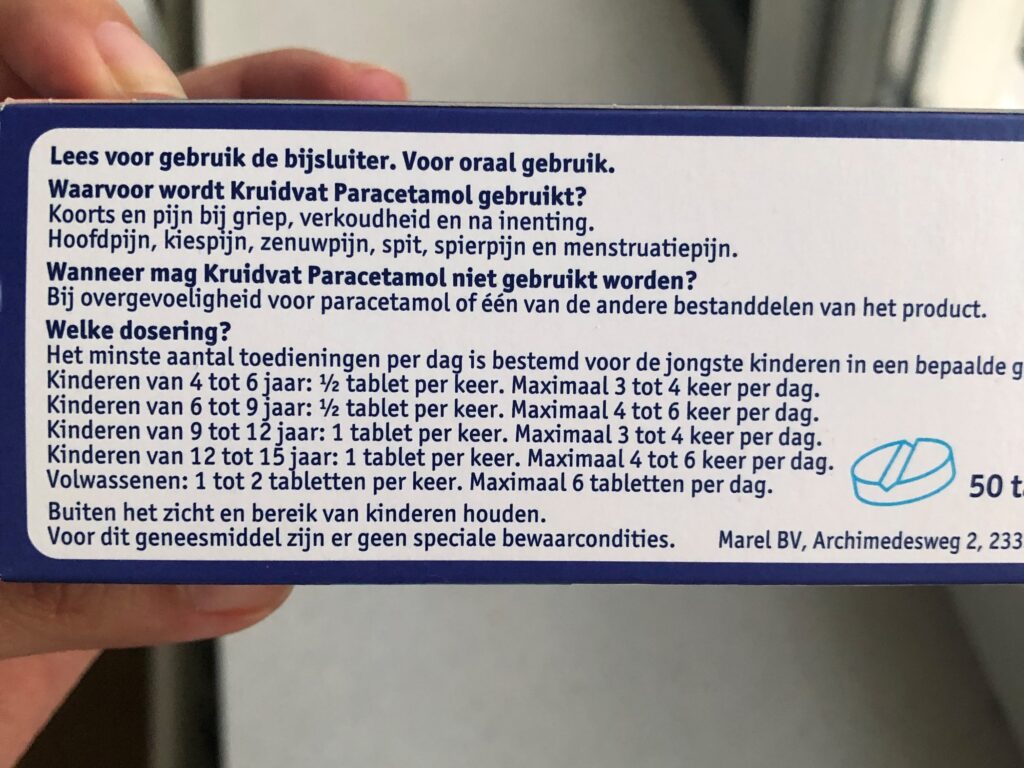 Lees voor gebruik de bijsluiter. Voor oraal gebruik.
Waarvoor wordt Kruidvat Paracetamol gebruikt?
Koorts en pijn bij griep, verkoudheid en na inenting.
Hoofdpijn, kiespijn, zenuwpijn, spit, spierpijn en menstruatiepijn.
Wanneer mag Kruidvat Paracetamol niet gebruikt worden?
Bij overgevoeligheid voor paracetamol of één van de andere bestanddelen van het product.
Welke dosering?
Het minste aantal toedieningen per dag is bestemd voor de jongste kinderen in een bepaalde
Kinderen van 4 tot 6 jaar: ½ tablet per keer. Maximaal 3 tot 4 keer per dag.
Kinderen van 6 tot 9 jaar: ½ tablet per keer. Maximaal 4 tot 6 keer per dag.
Kinderen van 9 tot 12 jaar: 1 tablet per keer. Maximaal 3 tot 4 keer per dag.
Kinderen van 12 tot 15 jaar: 1 tablet per keer. Maximaal 4 tot 6 keer per dag.
Volwassenen: 1 tot 2 tabletten per keer. Maximaal 6 tabletten per dag.
50
Buiten het zicht en bereik van kinderen houden.
Voor dit geneesmiddel zijn er geen speciale bewaarcondities.
Marel BV, Archimedesweg 2, 233